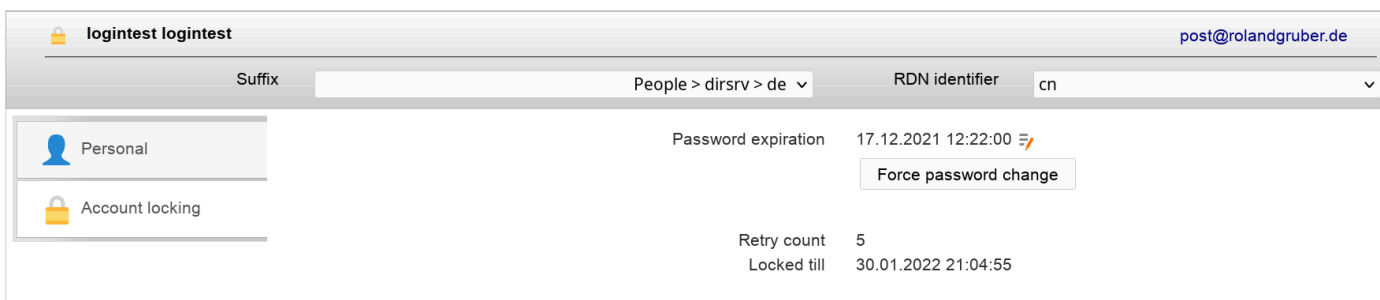 logintest logintest
post@rolandgruber.de
Suffix People > dirsrv > de RDN identifier cn
Personal
Password expiration 17.12.2021 12:22:00
Force password change
Account locking
Retry count 5
Locked till 30.01.2022 21:04:55